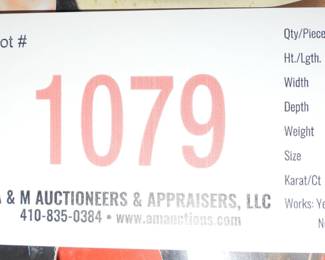 ot #
1079
A & M AUCTIONEERS & APPRAISERS, LLC
410-835-0384 • www.amauctions.com
Qty/Piece
Ht./Lgth.
Width
Depth
Weight
Size
Karat/Ct
Works: Ye
N